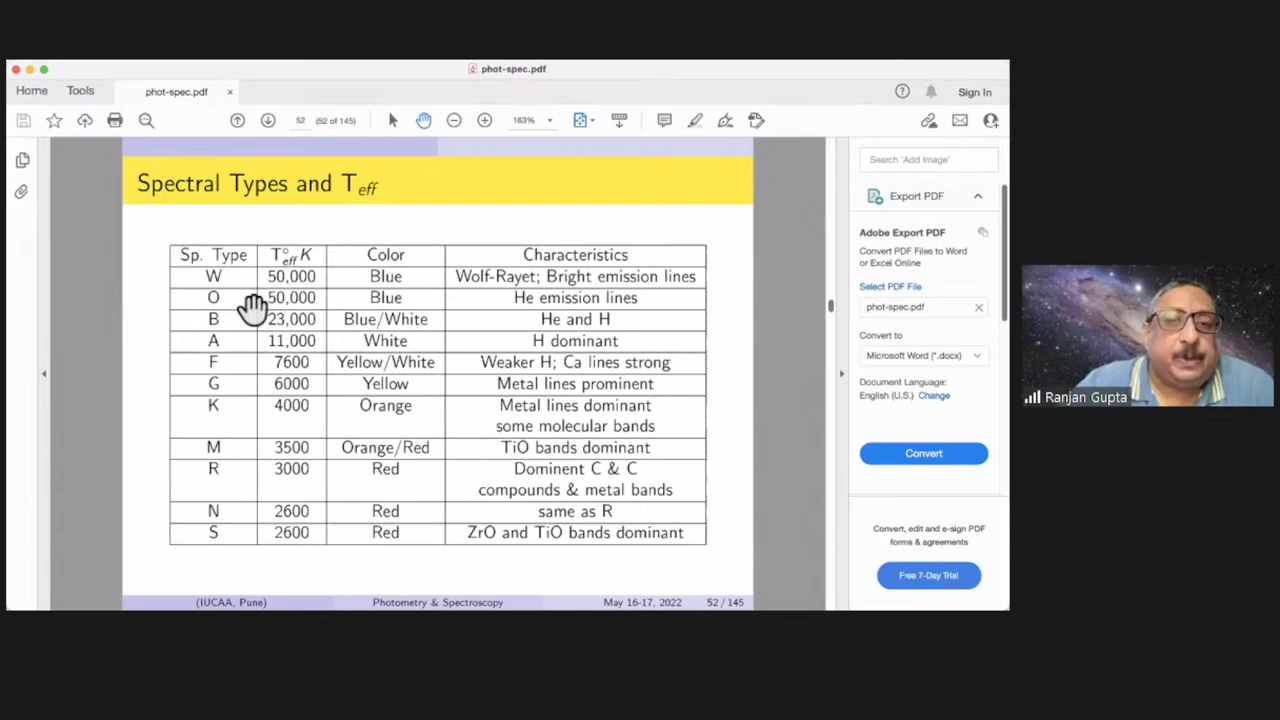 phot-spec.pdf
Home Tools phot-spec.pdf × Sign In
52 (52 of 145) 163%
Spectral Types and T eff
Sp. Type T°eff K Color Characteristics
W 50,000 Blue Wolf-Rayet; Bright emission lines
O 50,000 Blue He emission lines
B 23,000 Blue/White He and H
A 11,000 White H dominant
F 7600 Yellow/White Weaker H; Ca lines strong
G 6000 Yellow Metal lines prominent
K 4000 Orange Metal lines dominant
some molecular bands
M 3500 Orange/Red TiO bands dominant
R 3000 Red Dominent C & C
compounds & metal bands
N 2600 Red same as R
S 2600 Red ZrO and TiO bands dominant
(IUCAA, Pune) Photometry & Spectroscopy May 16-17, 2022 52 / 145
Search 'Add Image'
Export PDF
Adobe Export PDF
Convert PDF Files to Word
or Excel Online
Select PDF File
phot-spec.pdf
Convert to
Microsoft Word (*.docx)
Document Language:
English (U.S.) Change
Convert
Convert, edit and e-sign PDF
forms & agreements
Free 7-Day Trial
Ranjan Gupta